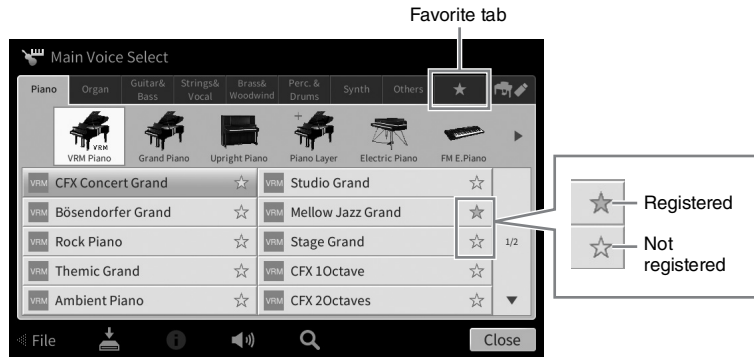 Favorite tab
Main Voice Select
Piano
Organ
Guitar&
Bass
Strings&
Vocal
Brass&
Woodwind
Perc. &
Drums
Synth
Others
VRM
VRM Piano
Grand Piano
Upright Piano
Piano Layer
Electric Piano
FM E.Piano
VRM CFX Concert Grand
VRM Studio Grand
VRM Bösendorfer Grand
VRM Mellow Jazz Grand
VRM Rock Piano
VRM Stage Grand
1/2
VRM Themic Grand
VRM CFX 1Octave
VRM Ambient Piano
VRM CFX 2Octaves
File
Close
Registered
Not
registered